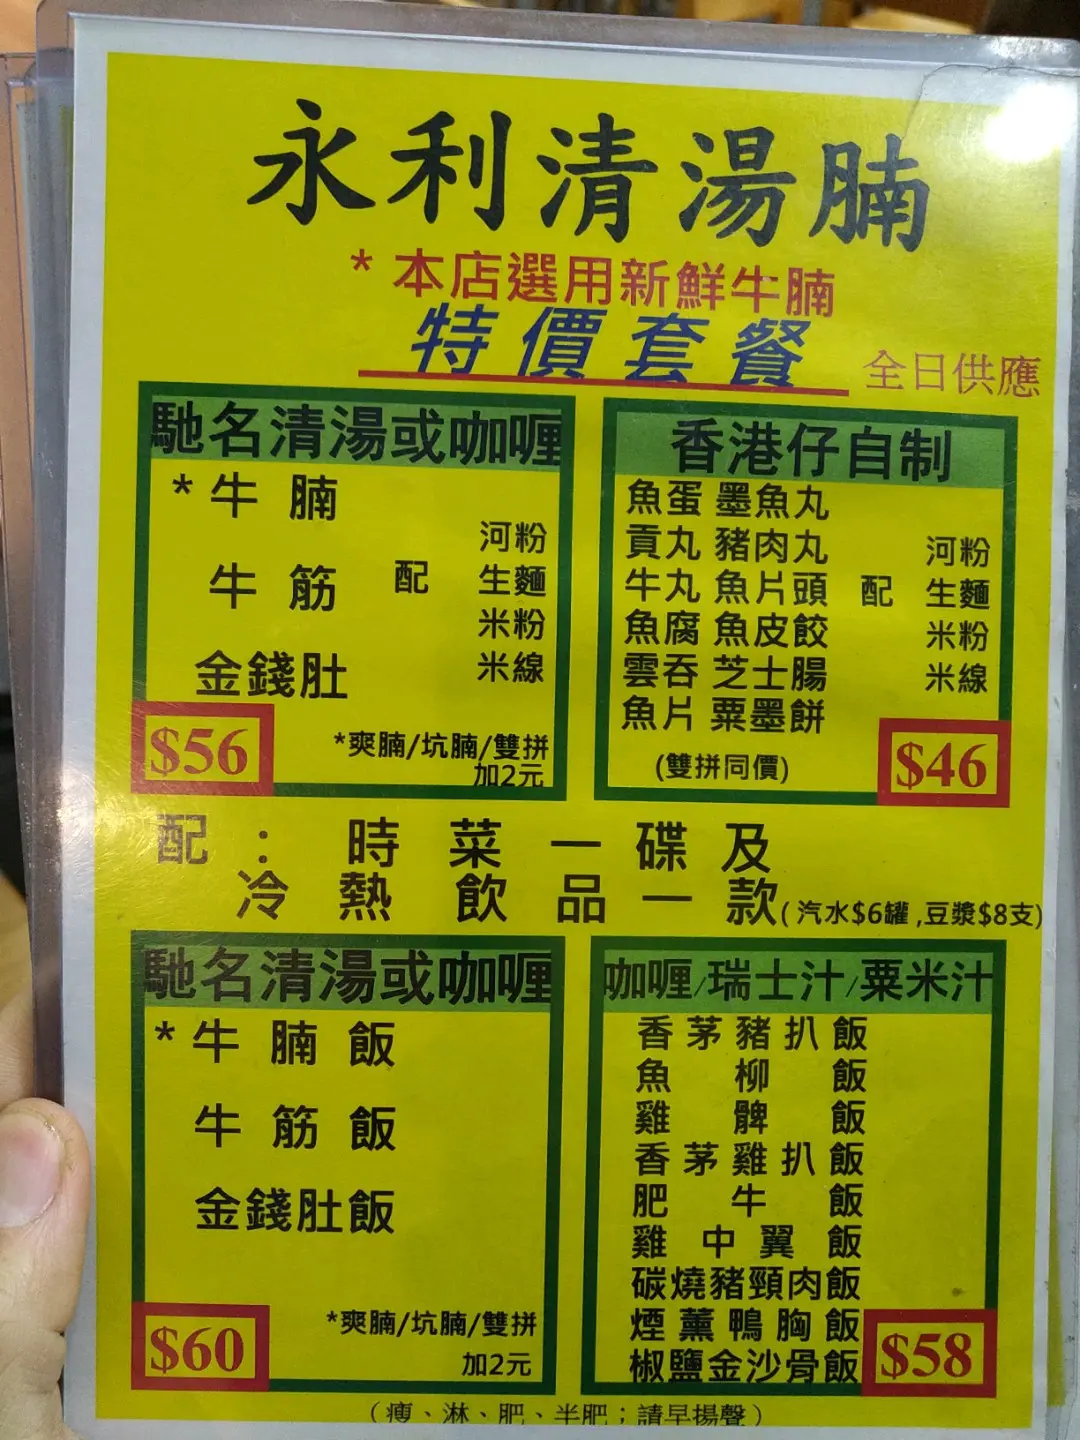 永利清湯腩
*本店選用新鮮牛腩
特價套餐 全日供應
馳名清湯或咖喱
*牛腩
牛筋
金錢肚
配
河粉
生麵
米粉
米線
$56
*爽腩/坑腩/雙拼
加2元
香港仔自制
魚蛋 墨魚丸
貢丸 豬肉丸
牛丸 魚片頭
魚腐 魚皮餃
雲吞 芝士腸
魚片 粟墨餅
配
河粉
生麵
米粉
米線
(雙拼同價)
$46
配：時菜一碟及
冷熱飲品一款(汽水$6罐,豆漿$8支)
馳名清湯或咖喱
*牛腩飯
牛筋飯
金錢肚飯
*爽腩/坑腩/雙拼
加2元
$60
咖喱/瑞士汁/粟米汁
香茅豬扒飯
魚柳飯
雞髀飯
香茅雞扒飯
肥牛飯
雞中翼飯
碳燒豬頸肉飯
煙薰鴨胸飯
椒鹽金沙骨飯
$58
(瘦、淋、肥、半肥；請早揚聲)